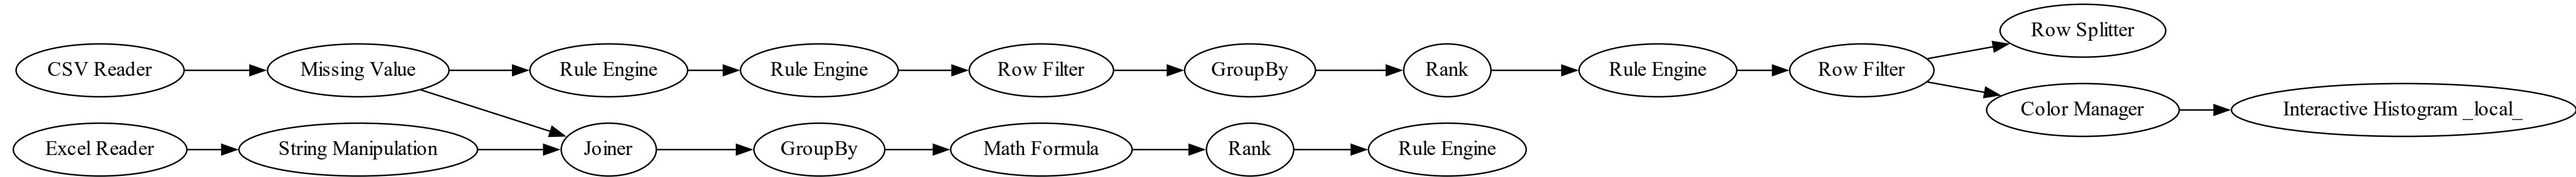 CSV Reader
Missing Value
Rule Engine
Rule Engine
Row Filter
GroupBy
Rank
Rule Engine
Row Filter
Row Splitter
Color Manager
Interactive Histogram _local_
Excel Reader
String Manipulation
Joiner
GroupBy
Math Formula
Rank
Rule Engine